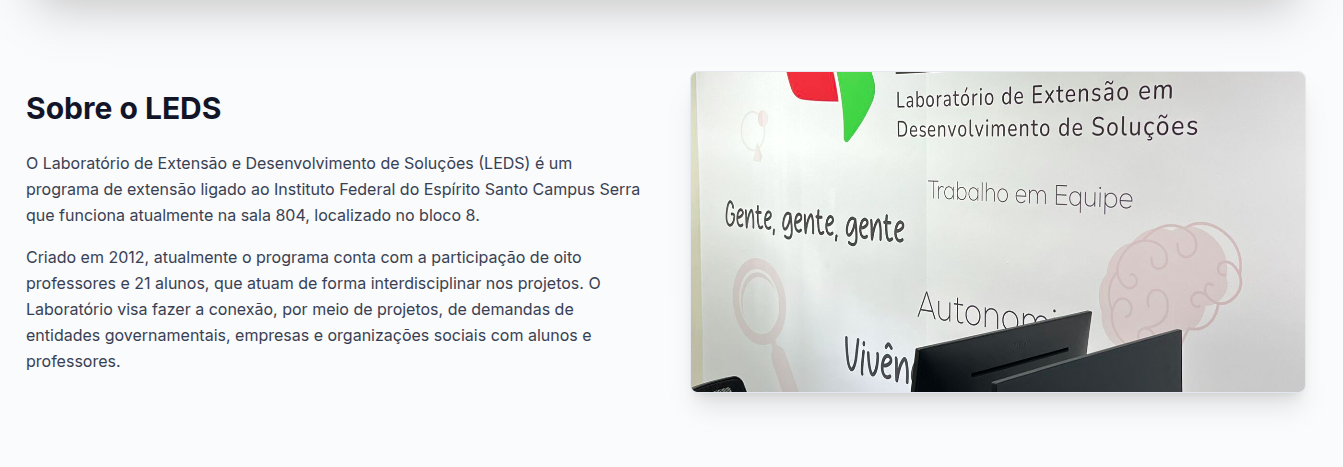 Sobre o LEDS
O Laboratório de Extensão e Desenvolvimento de Soluções (LEDS) é um
programa de extensão ligado ao Instituto Federal do Espírito Santo Campus Serra
que funciona atualmente na sala 804, localizado no bloco 8.
Criado em 2012, atualmente o programa conta com a participação de oito
professores e 21 alunos, que atuam de forma interdisciplinar nos projetos. O
Laboratório visa fazer a conexão, por meio de projetos, de demandas de
entidades governamentais, empresas e organizações sociais com alunos e
professores.
Laboratório de Extensão em
Desenvolvimento de Soluções
Trabalho em Equipe
Gente, gente, gente